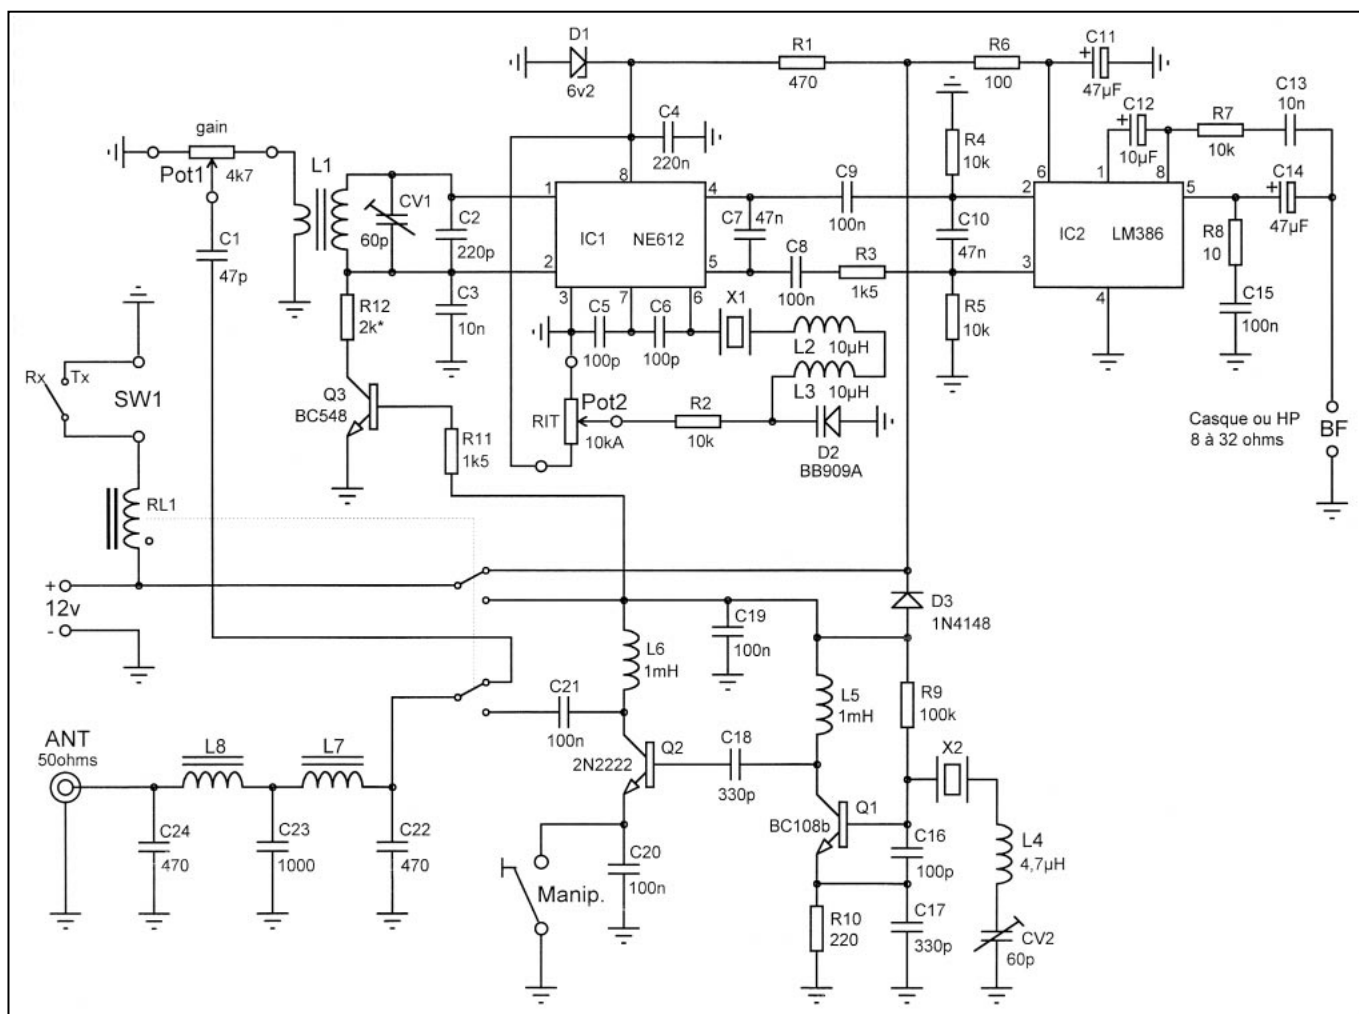 D1
6v2
R1
470
R6
100
C11
+
47µF
C12
+
10µF
R7
10k
C13
10n
gain
Pot1
4k7
L1
C4
220n
R4
10k
8
6
1
8
C1
47p
CV1
60p
C2
220p
1
4
C7
47n
C9
100n
2
C10
47n
5
C14
+
47µF
IC1
NE612
IC2
LM386
R8
10
2
5
C8
100n
R3
1k5
3
R12
2k*
C3
10n
3
C5
100p
7
C6
100p
6
X1
L2
10µH
R5
10k
4
C15
100n
Rx
Tx
SW1
Q3
BC548
L3
10µH
RIT
Pot2
10kA
R2
10k
D2
BB909A
Casque ou HP
8 à 32 ohms
BF
R11
1k5
RL1
+
12v
-
D3
1N4148
C19
100n
L6
1mH
L5
1mH
R9
100k
C21
100n
ANT
50ohms
L8
L7
Q2
2N2222
C18
330p
X2
Q1
BC108b
C24
470
C23
1000
C22
470
C20
100n
C16
100p
L4
4,7µH
Manip.
R10
220
C17
330p
CV2
60p